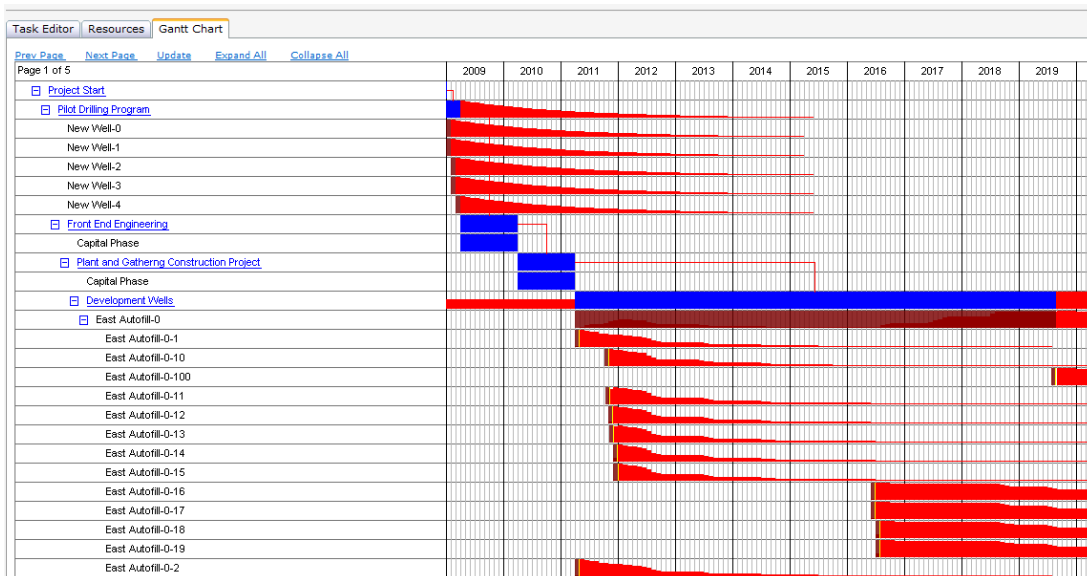 Task Editor Resources Gantt Chart
Prev Page Next Page Update Expand All Collapse All
Page 1 of 5 2009 2010 2011 2012 2013 2014 2015 2016 2017 2018 2019
Project Start
Pilot Drilling Program
New Well-0
New Well-1
New Well-2
New Well-3
New Well-4
Front End Engineering
Capital Phase
Plant and Gatherng Construction Project
Capital Phase
Development Wells
East Autofill-0
East Autofill-0-1
East Autofill-0-10
East Autofill-0-100
East Autofill-0-11
East Autofill-0-12
East Autofill-0-13
East Autofill-0-14
East Autofill-0-15
East Autofill-0-16
East Autofill-0-17
East Autofill-0-18
East Autofill-0-19
East Autofill-0-2